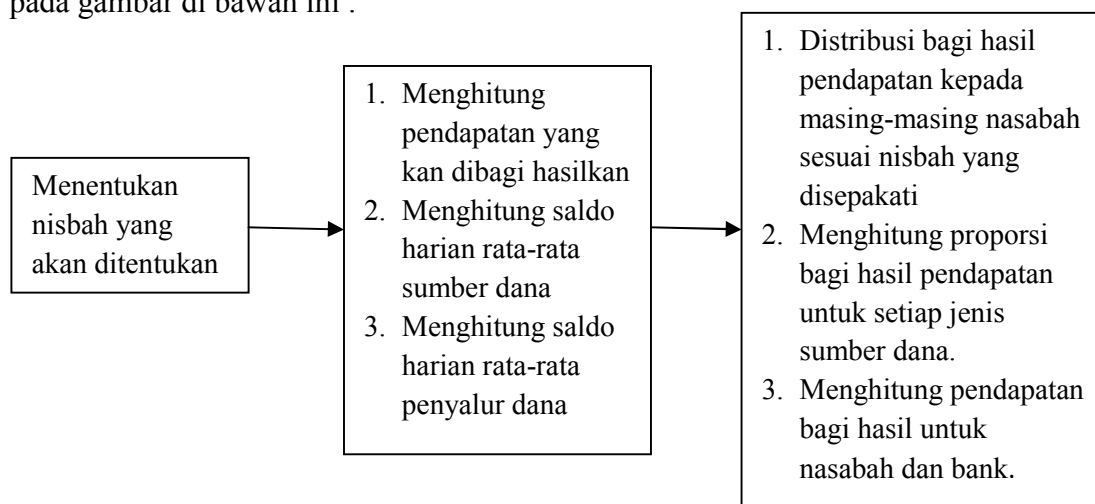 pada gambar di bawah ini :
Menentukan
nisbah yang
akan ditentukan
1. Menghitung
pendapatan yang
kan dibagi hasilkan
2. Menghitung saldo
harian rata-rata
sumber dana
3. Menghitung saldo
harian rata-rata
penyalur dana
1. Distribusi bagi hasil
pendapatan kepada
masing-masing nasabah
sesuai nisbah yang
disepakati
2. Menghitung proporsi
bagi hasil pendapatan
untuk setiap jenis
sumber dana.
3. Menghitung pendapatan
bagi hasil untuk
nasabah dan bank.